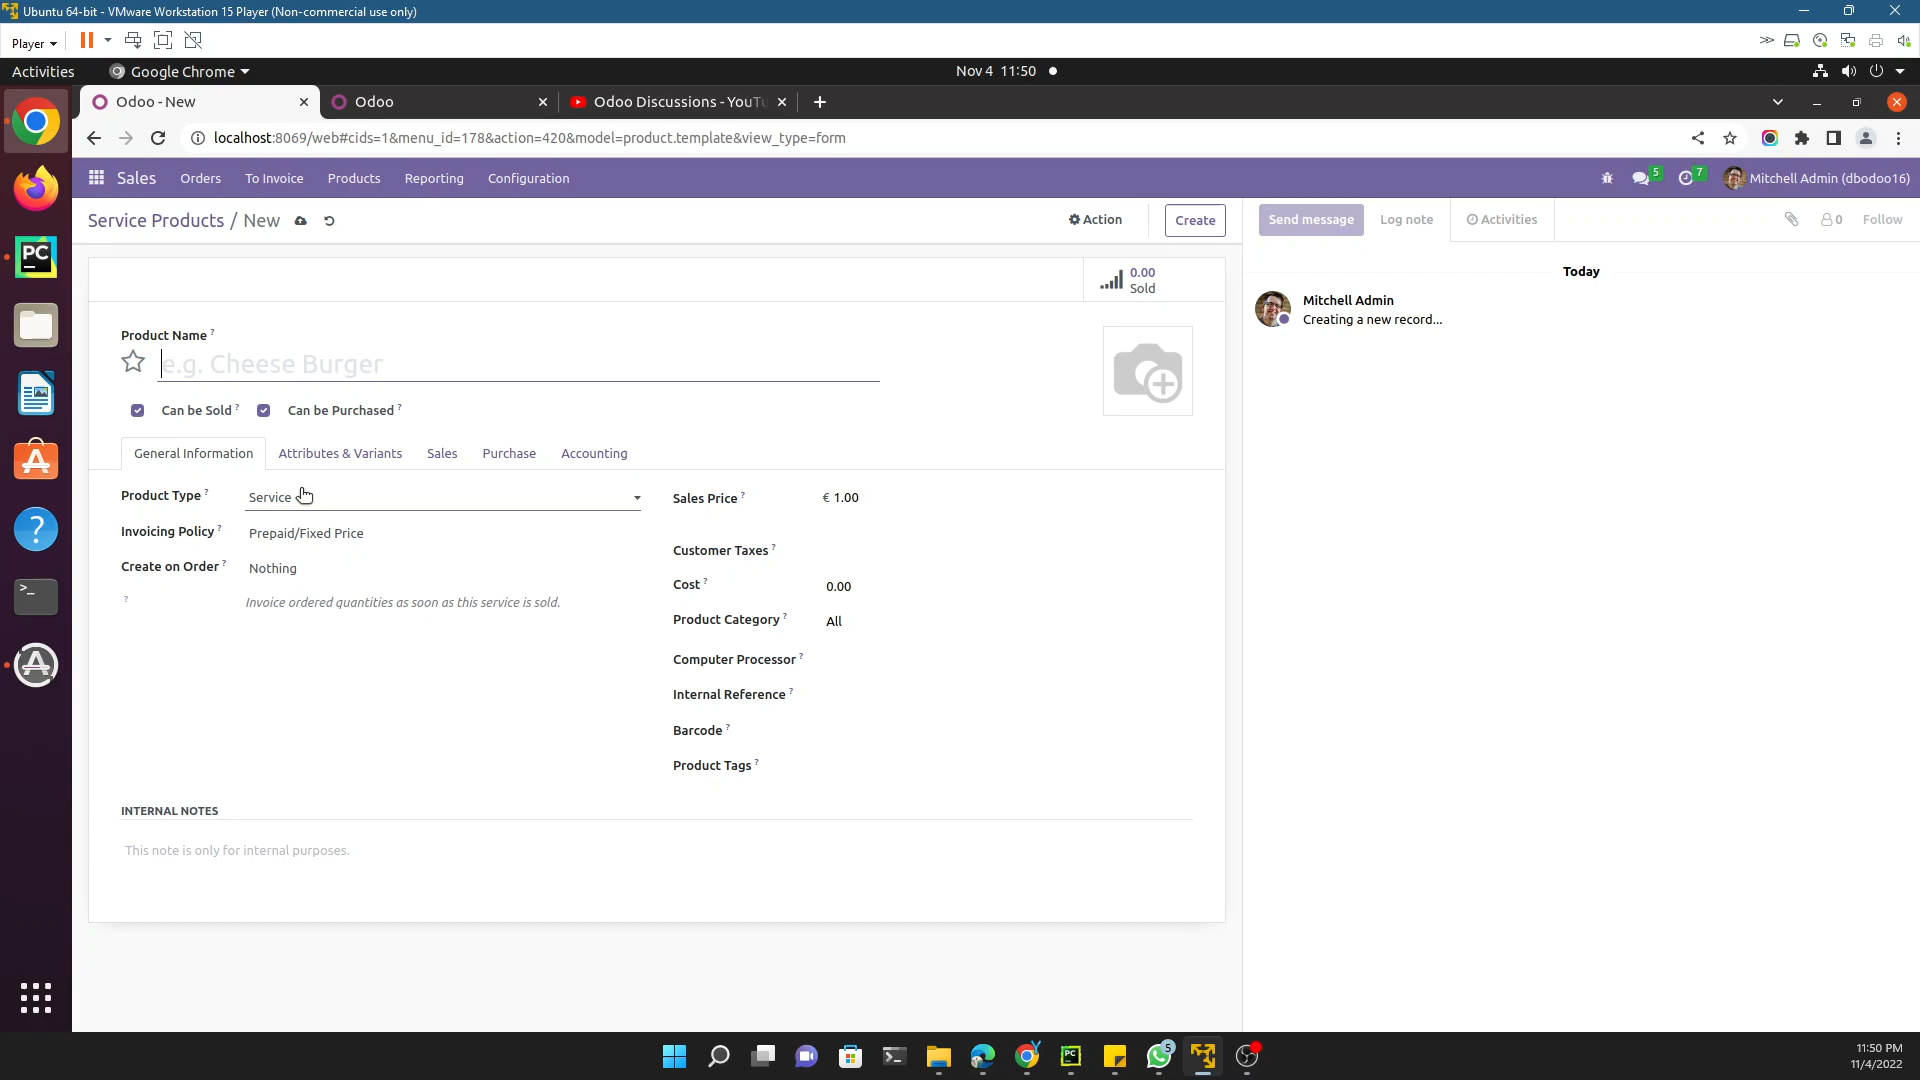 Ubuntu 64-bit - VMware Workstation 15 Player (Non-commercial use only)
Player
Activities Google Chrome Nov 4 11:50
Odoo - New Odoo Odoo Discussions - YouTu
localhost:8069/web#cids=1&menu_id=178&action=420&model=product.template&view_type=form
Sales Orders To Invoice Products Reporting Configuration 5 7 Mitchell Admin (dbodoo16)
Service Products / New Action Create Send message Log note Activities 0 Follow
0.00
Sold
Today
Mitchell Admin
Creating a new record...
Product Name ?
e.g. Cheese Burger
Can be Sold ? Can be Purchased ?
General Information Attributes & Variants Sales Purchase Accounting
Product Type ? Service Sales Price ? € 1.00
Invoicing Policy ? Prepaid/Fixed Price
Customer Taxes ?
Create on Order ? Nothing
Cost ? 0.00
? Invoice ordered quantities as soon as this service is sold.
Product Category ? All
Computer Processor ?
Internal Reference ?
Barcode ?
Product Tags ?
INTERNAL NOTES
This note is only for internal purposes.
PC
5
11:50 PM
11/4/2022